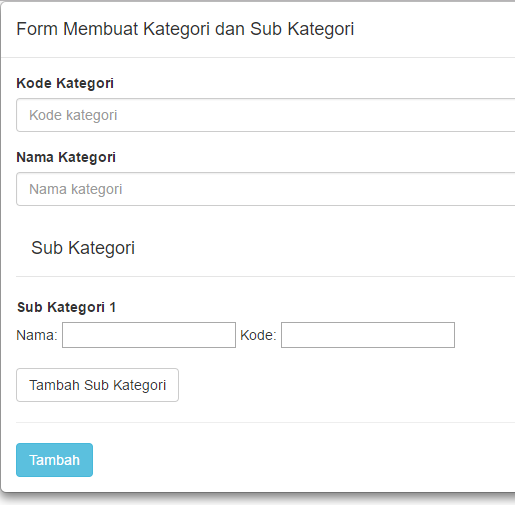 Form Membuat Kategori dan Sub Kategori
Kode Kategori
Kode kategori
Nama Kategori
Nama kategori
Sub Kategori
Sub Kategori 1
Nama: Kode:
Tambah Sub Kategori
Tambah